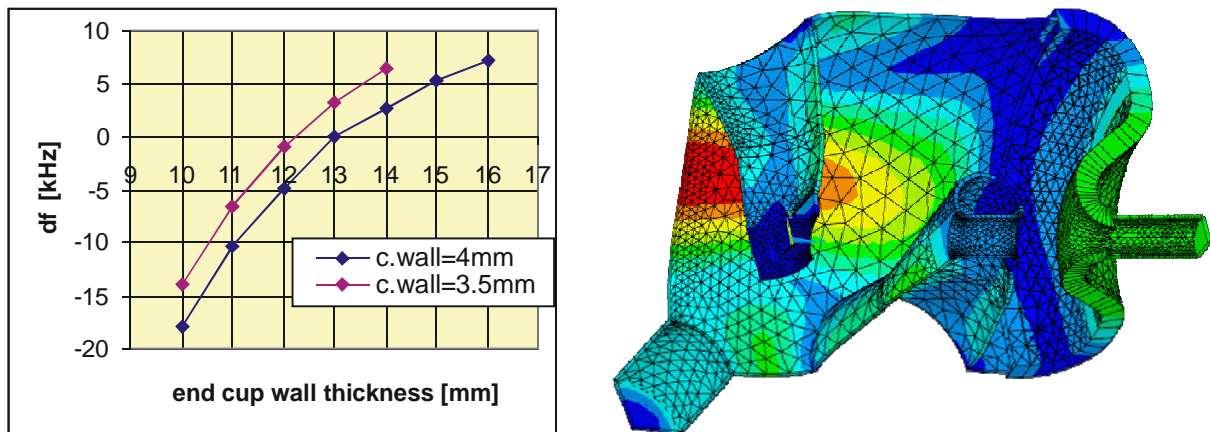 10
5
0
-5
-10
-15
-20
9 10 11 12 13 14 15 16 17
df [kHz]
c.wall=4mm
c.wall=3.5mm
end cup wall thickness [mm]